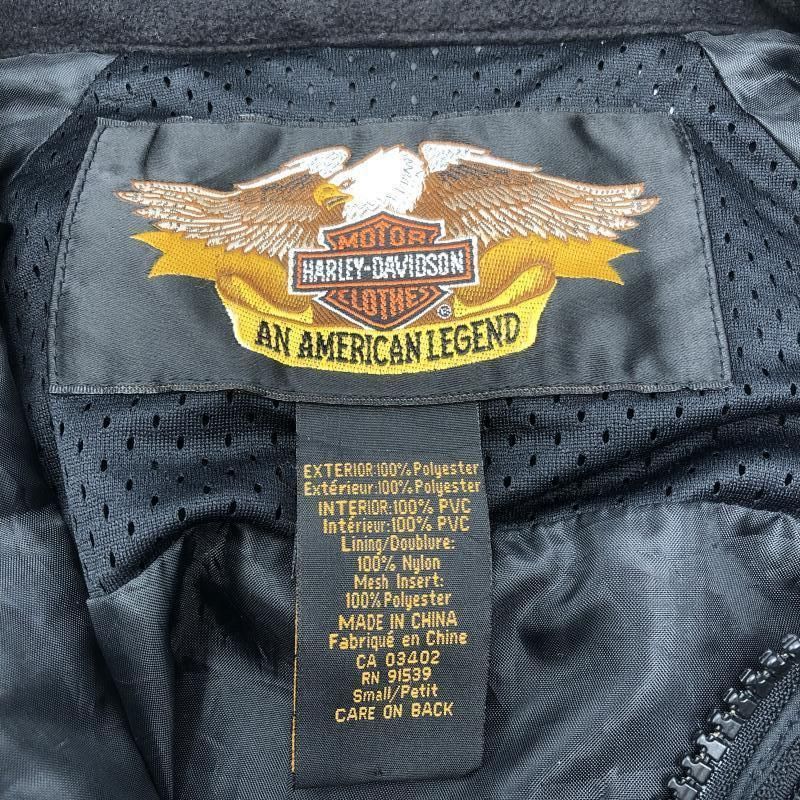 MOTOR
HARLEY-DAVIDSON
CLOTHES
®
AN AMERICAN LEGEND
EXTERIOR:100% Polyester
Extérieur:100% Polyester
INTERIOR:100% PVC
Intérieur:100% PVC
Lining/Doublure:
100% Nylon
Mesh Insert:
100% Polyester
MADE IN CHINA
Fabriqué en Chine
CA 03402
RN 91539
Small/Petit
CARE ON BACK